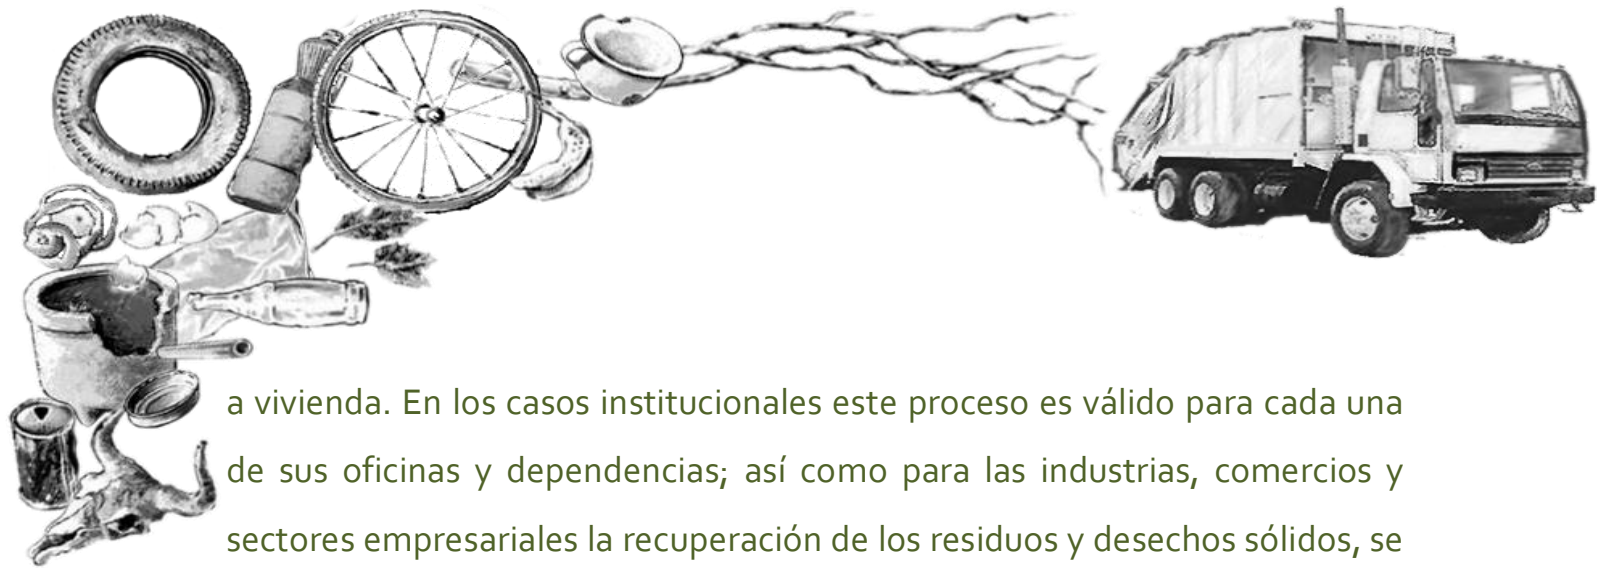 a vivienda. En los casos institucionales este proceso es válido para cada una
de sus oficinas y dependencias; así como para las industrias, comercios y
sectores empresariales la recuperación de los residuos y desechos sólidos, se